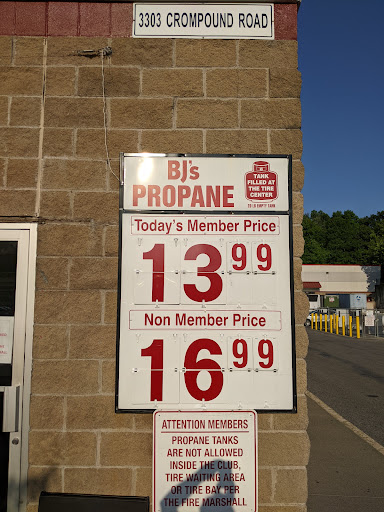 3303 CROMPOUND ROAD
BJ's
PROPANE
TANK
FILLED AT THE
TIRE
CENTER
Today's Member Price
13 99
Non Member Price
16 99
ATTENTION MEMBERS
PROPANE TANKS
ARE NOT ALLOWED
INSIDE THE CLUB,
TIRE WAITING AREA
OR TIRE BAY PER
THE FIRE MARSHALL